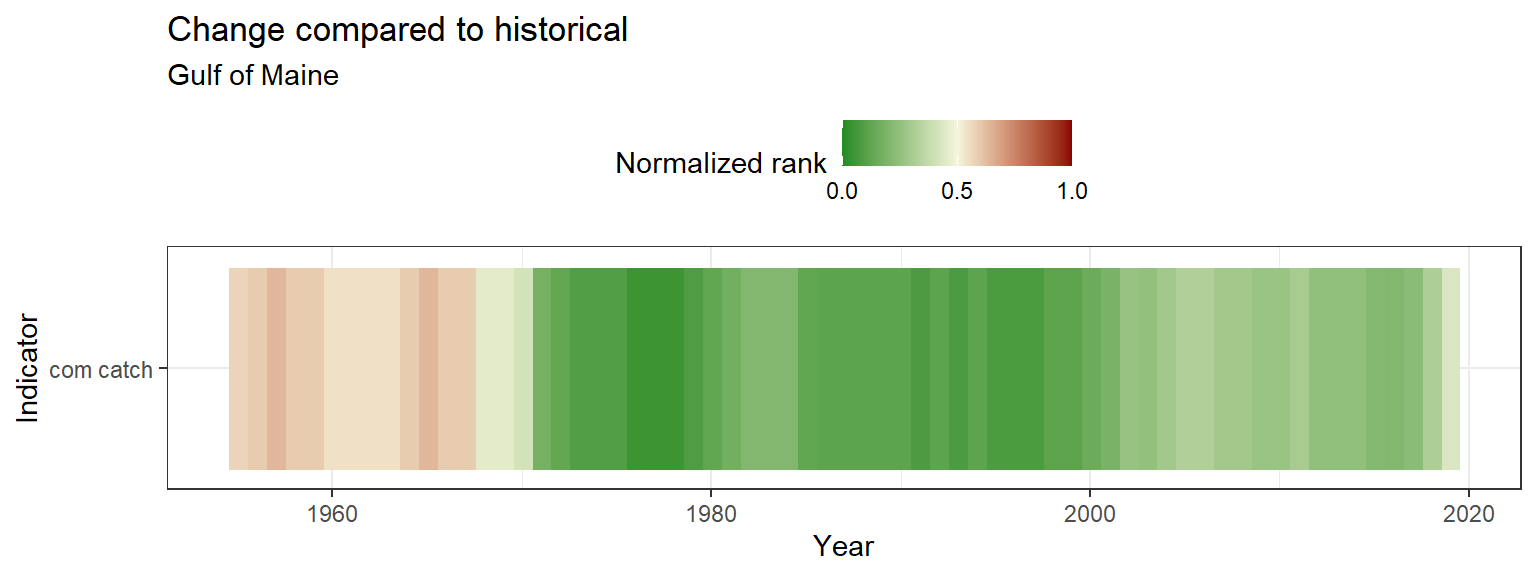 Change compared to historical
Gulf of Maine
Normalized rank
0.0 0.5 1.0
Indicator
com catch
1960 1980 2000 2020
Year